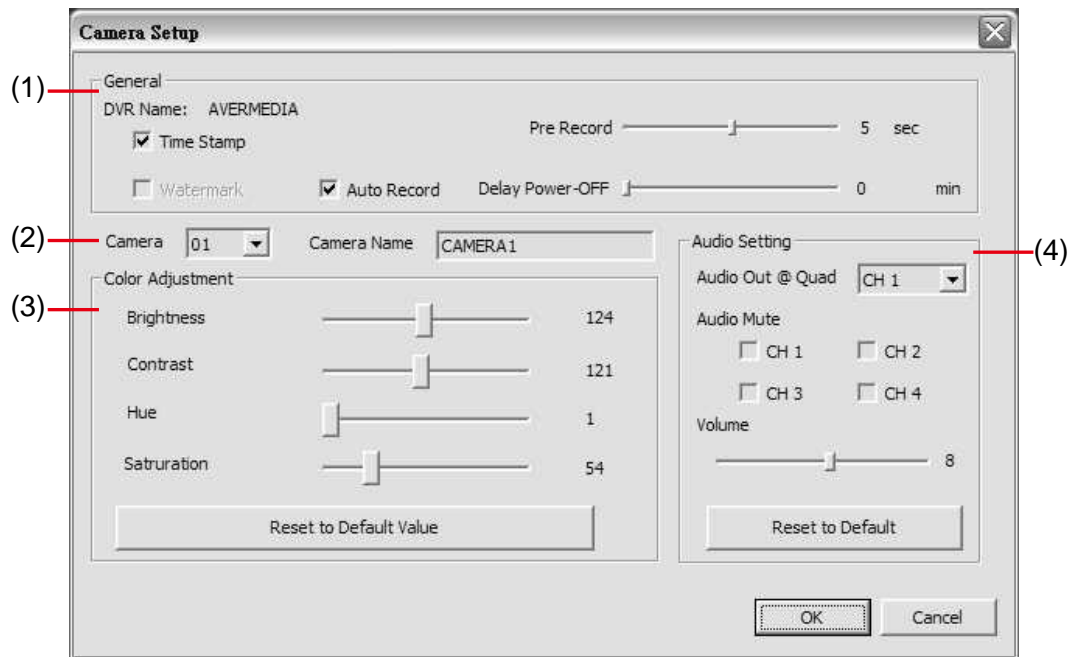 Camera Setup
(1)
General
DVR Name: AVERMEDIA
Time Stamp
Pre Record 5 sec
Watermark
Auto Record
Delay Power-OFF 0 min
(2)
Camera 01
Camera Name CAMERA1
(3)
Color Adjustment
Brightness 124
Contrast 121
Hue 1
Satruration 54
Reset to Default Value
(4)
Audio Setting
Audio Out @ Quad CH 1
Audio Mute
CH 1 CH 2
CH 3 CH 4
Volume
8
Reset to Default
OK Cancel